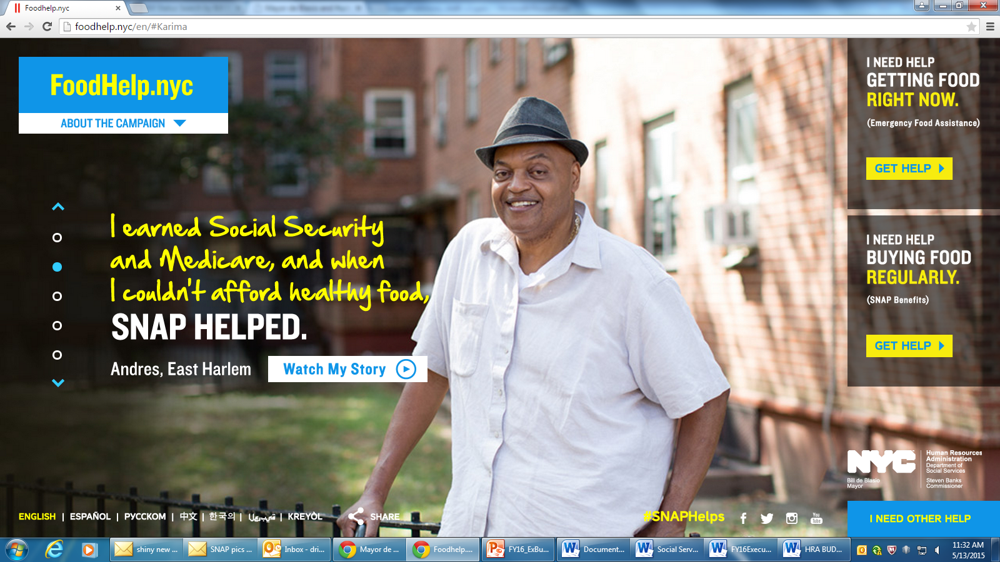 Foodhelp.nyc
foodhelp.nyc/en/#Karima
FoodHelp.nyc
ABOUT THE CAMPAIGN
I earned Social Security
and Medicare, and when
I couldn't afford healthy food,
SNAP HELPED.
Andres, East Harlem
Watch My Story
I NEED HELP
GETTING FOOD
RIGHT NOW.
(Emergency Food Assistance)
GET HELP
I NEED HELP
BUYING FOOD
REGULARLY.
(SNAP Benefits)
GET HELP
NYC
Bill de Blasio
Mayor
Human Resources
Administration
Department of
Social Services
Steven Banks
Commissioner
ENGLISH | ESPAÑOL | РУССКОМ | 中文 | 한국의 | العربية | KREYÒL
SHARE
#SNAPHelps
You
Tube
I NEED OTHER HELP
shiny new ...
SNAP pics ...
Inbox - dri...
Mayor de ...
Foodhelp....
FY16_ExBu...
Document...
Social Serv...
FY16Execu...
HRA BUD...
11:32 AM
5/13/2015